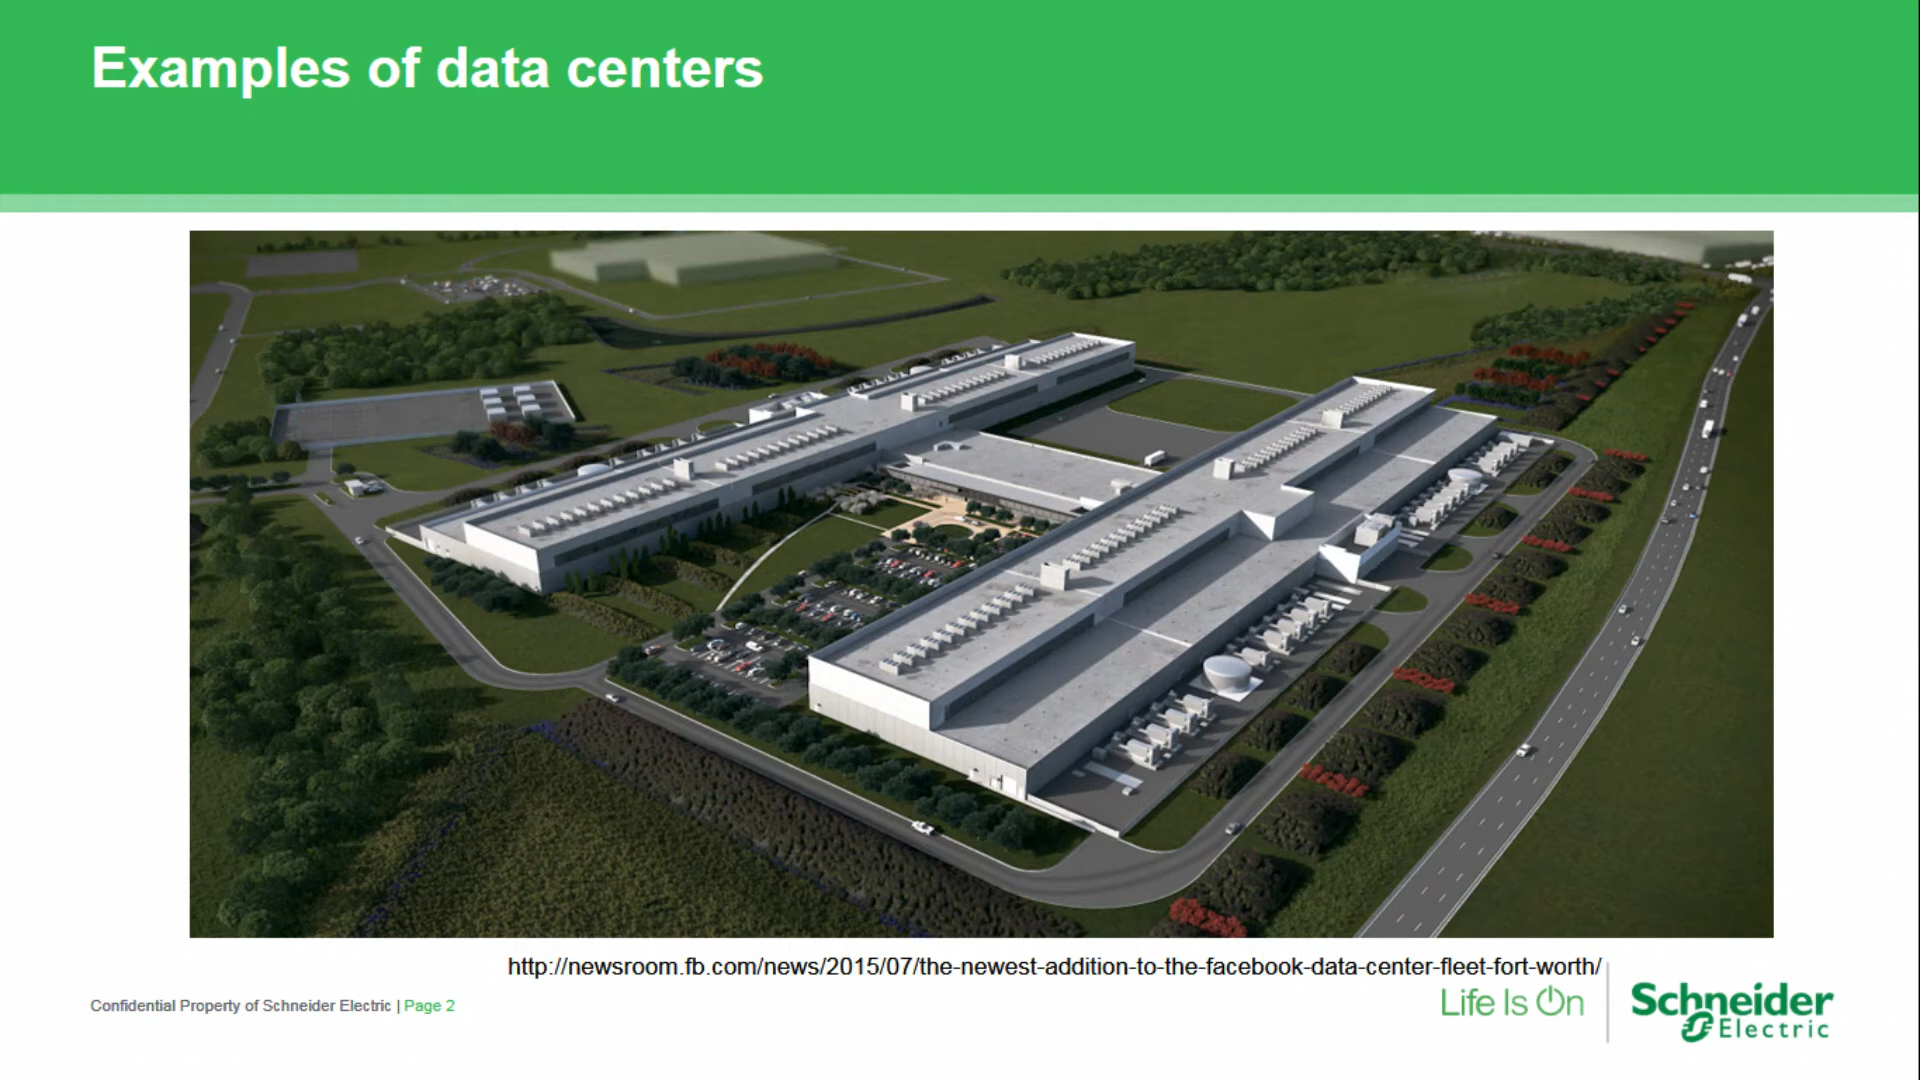 Examples of data centers
http://newsroom.fb.com/news/2015/07/the-newest-addition-to-the-facebook-data-center-fleet-fort-worth/
Confidential Property of Schneider Electric | Page 2
Life Is On
Schneider
Electric